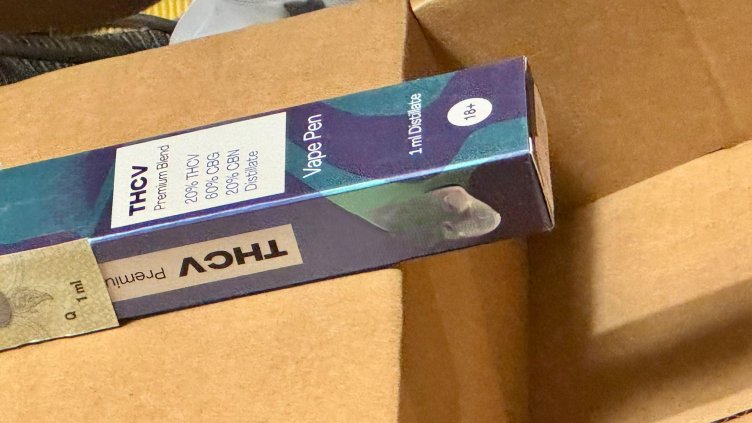 THCV
Premium Blend
20% THCV
60% CBG
20% CBN
Distillate
Vape Pen
1 ml Distillate
18+
THCV
Q 1 ml